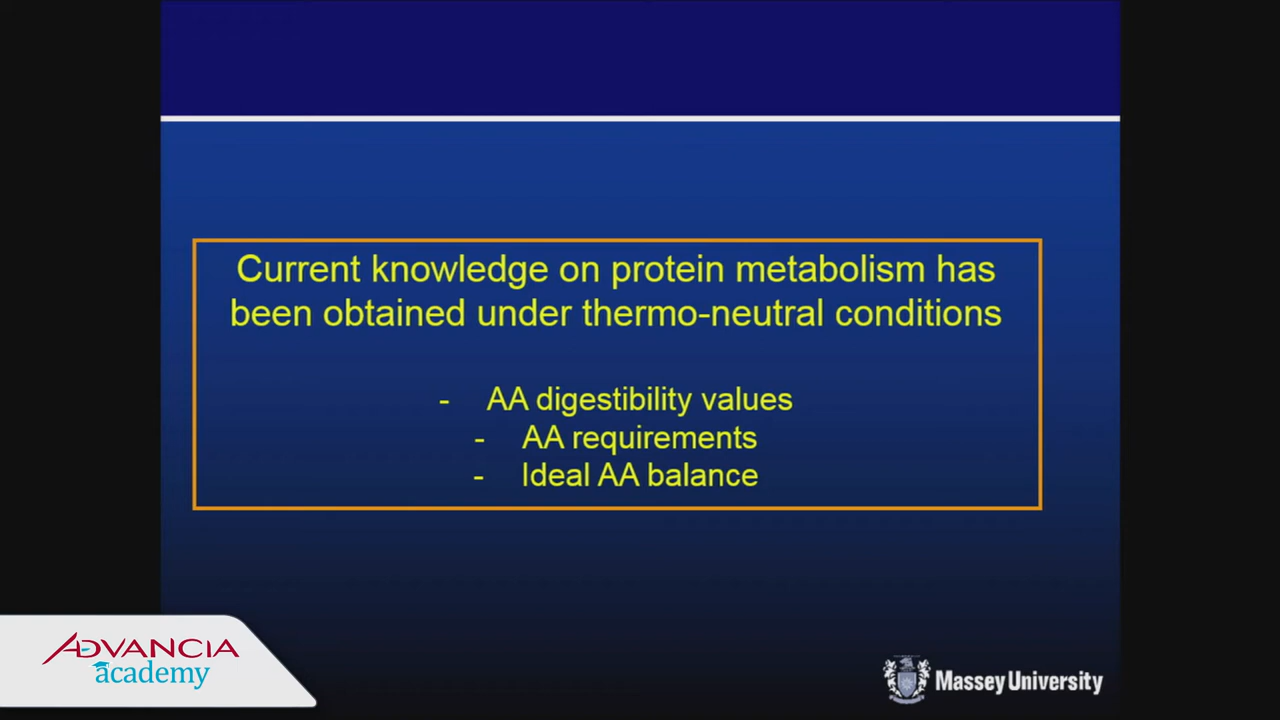 Current knowledge on protein metabolism has
been obtained under thermo-neutral conditions
- AA digestibility values
- AA requirements
- Ideal AA balance
ADVANCIA
academy
Massey University